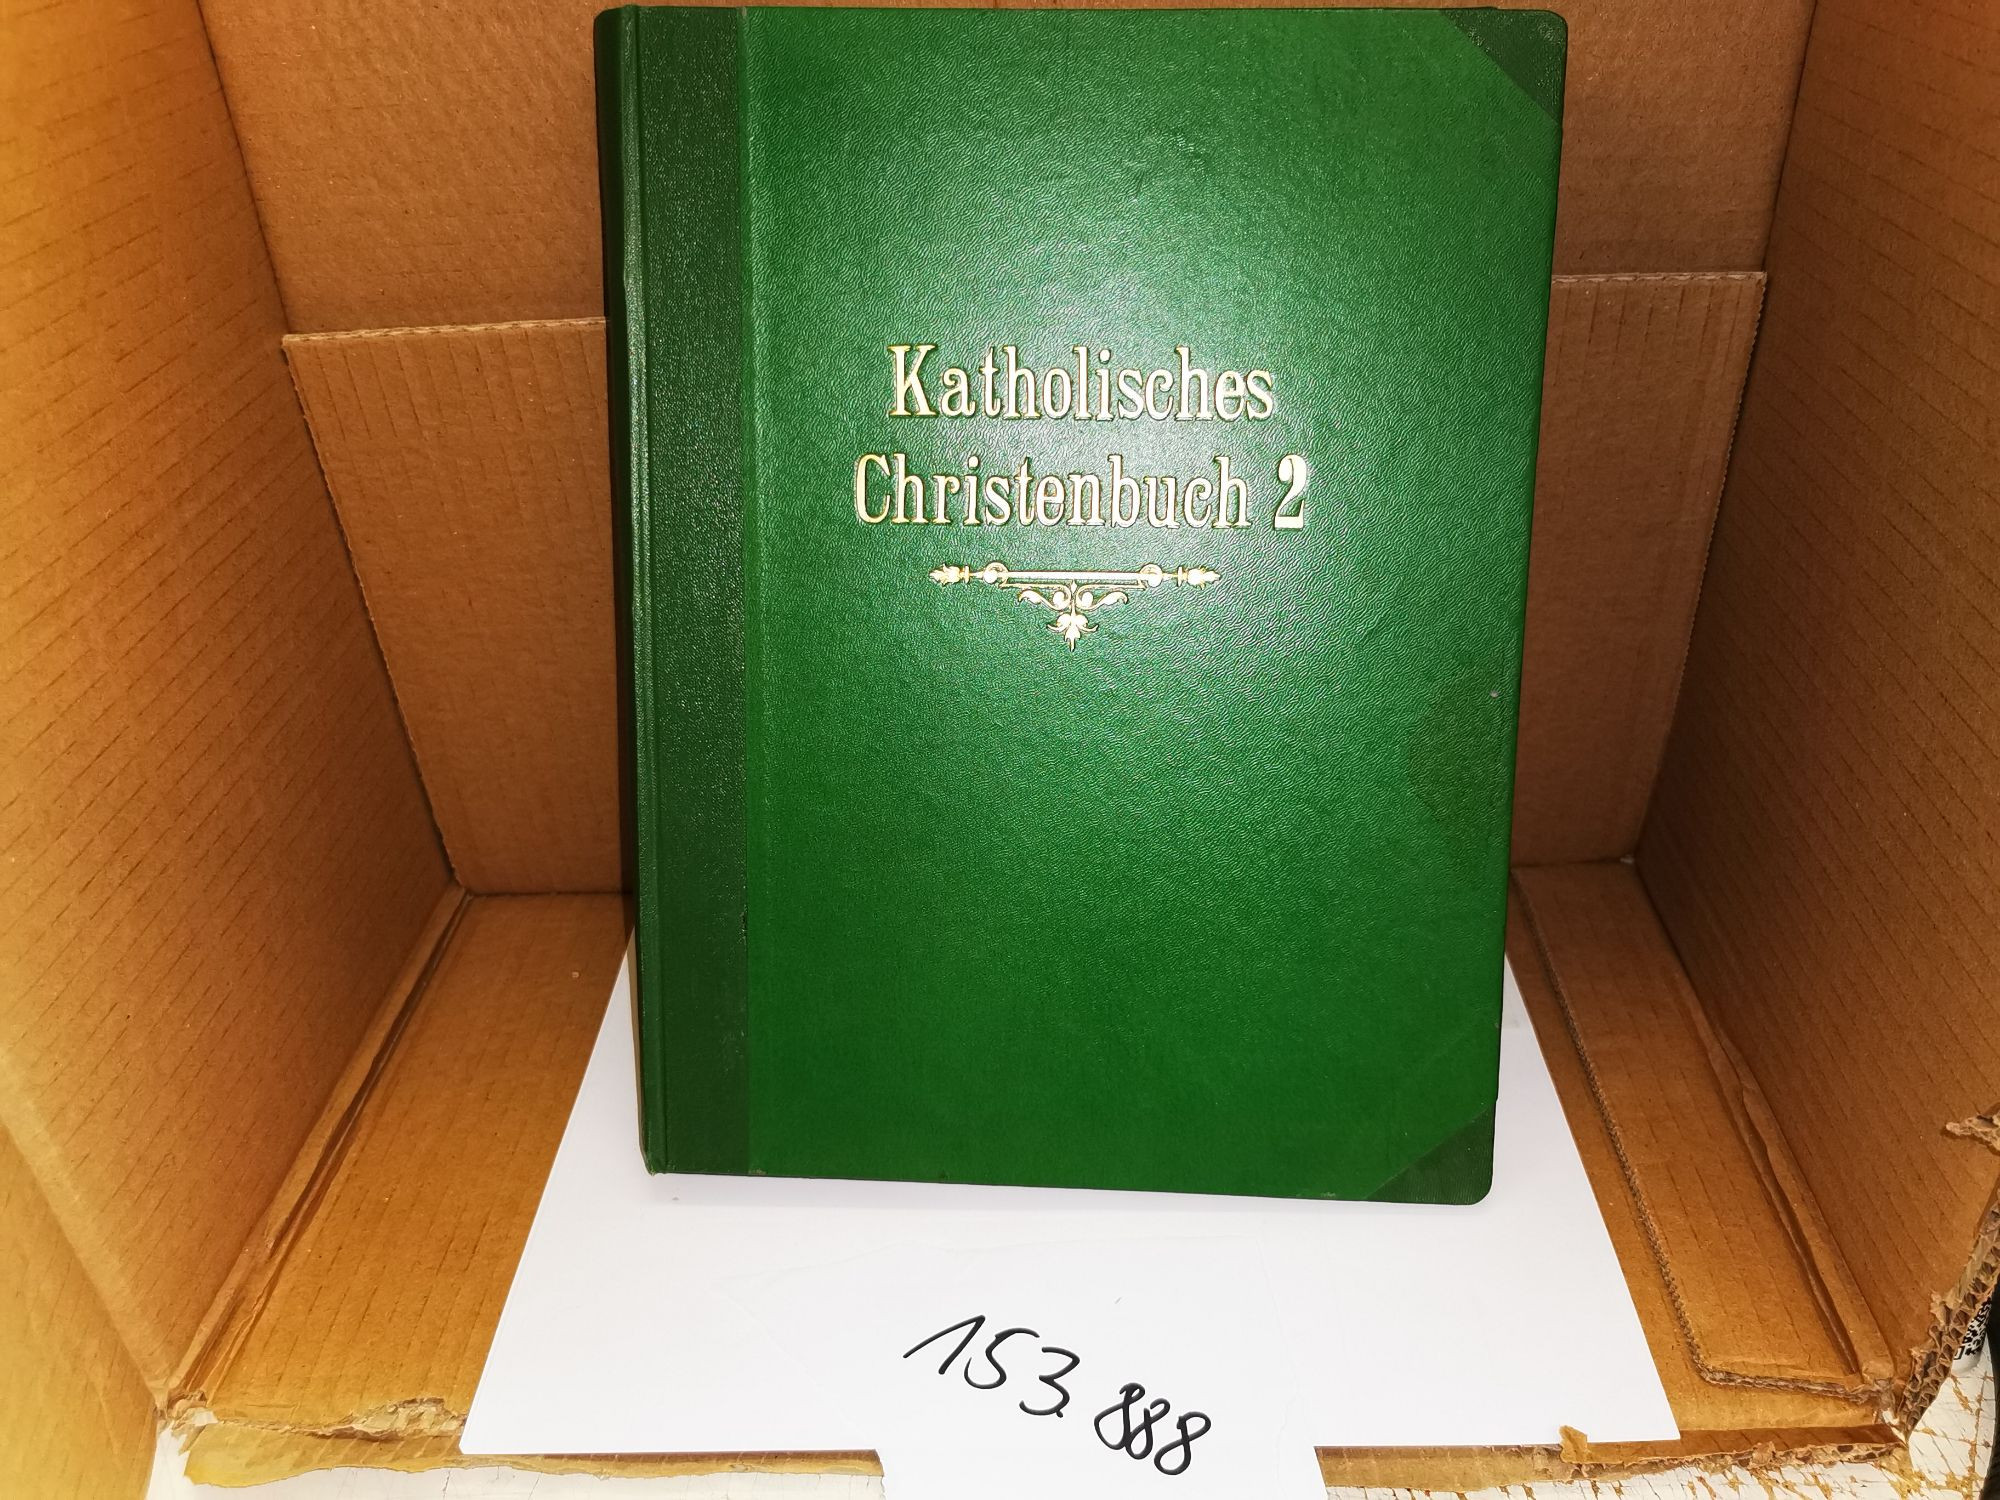 Katholisches
Christenbuch 2
153.888